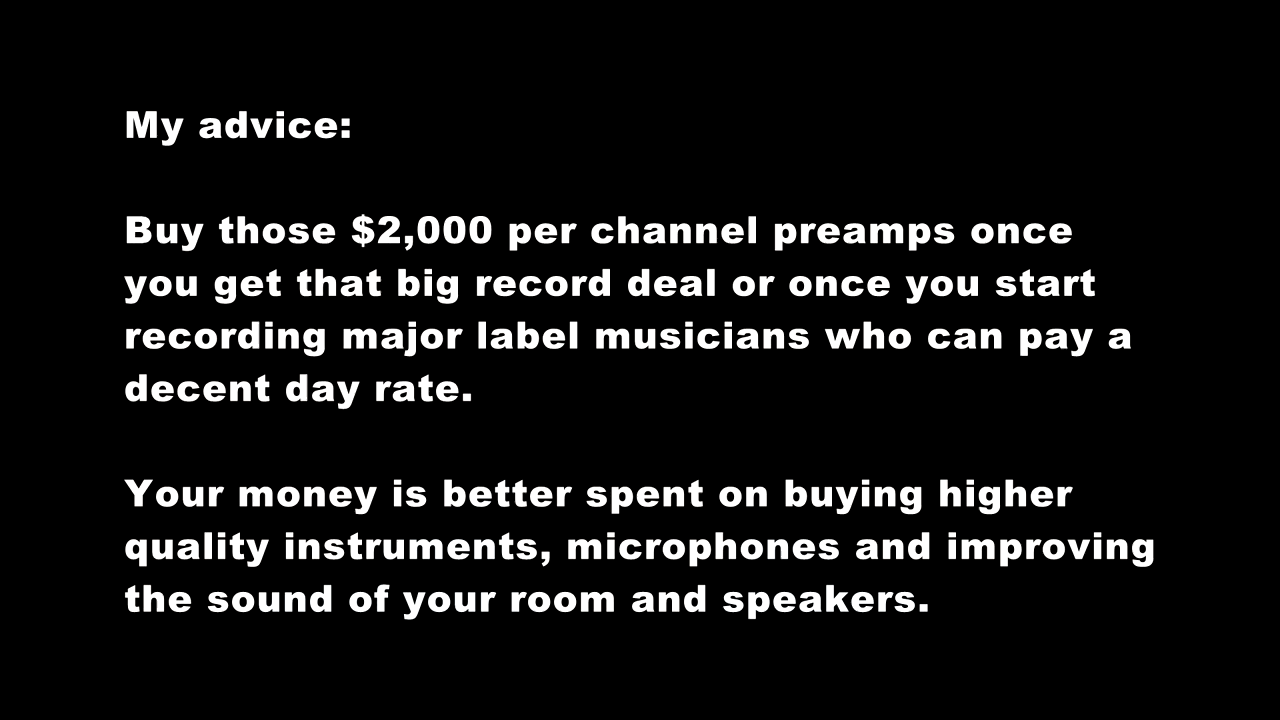 My advice:
Buy those $2,000 per channel preamps once
you get that big record deal or once you start
recording major label musicians who can pay a
decent day rate.
Your money is better spent on buying higher
quality instruments, microphones and improving
the sound of your room and speakers.